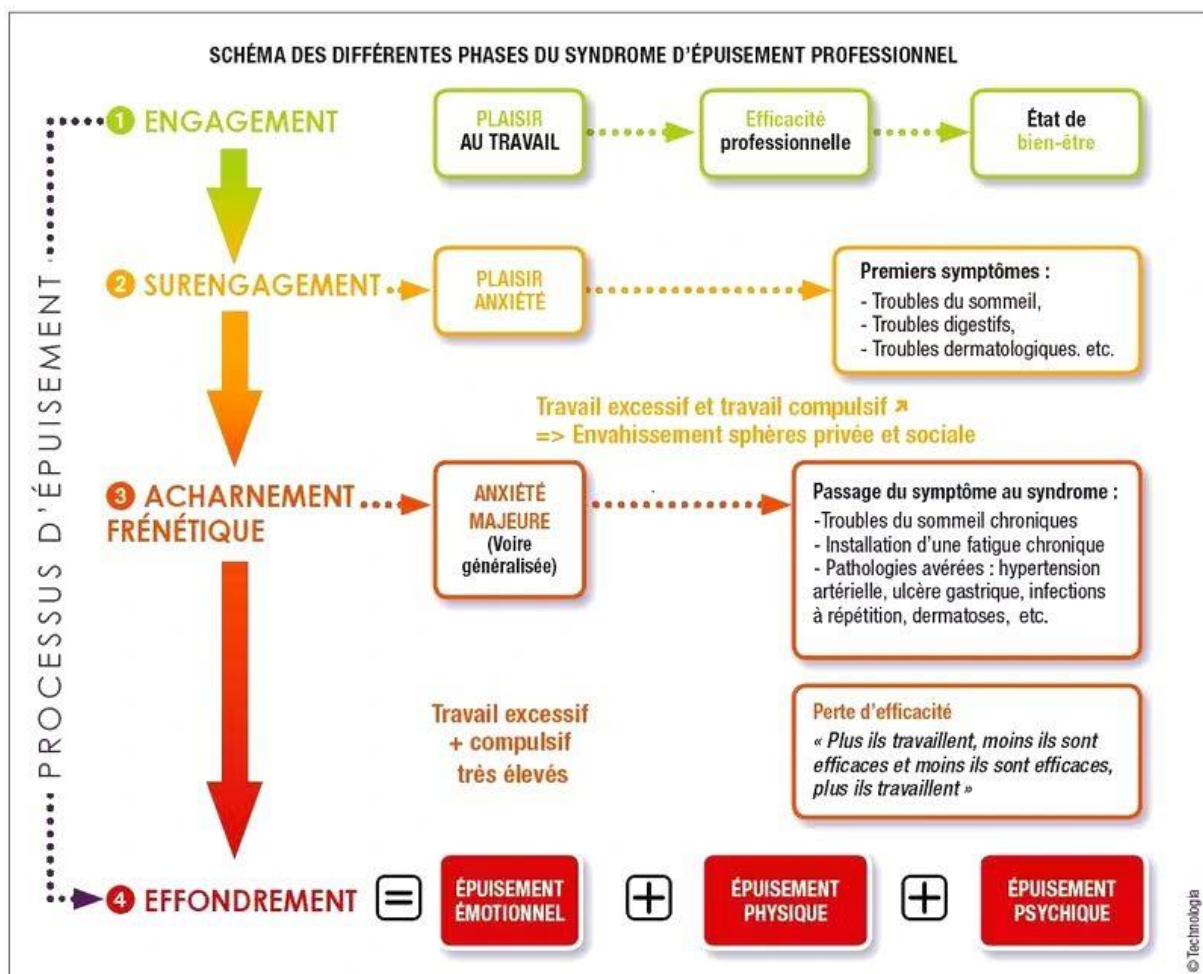 SCHÉMA DES DIFFÉRENTES PHASES DU SYNDROME D'ÉPUISEMENT PROFESSIONNEL
PROCESSUS D'ÉPUISEMENT
1 ENGAGEMENT
PLAISIR
AU TRAVAIL
Efficacité
professionnelle
État de
bien-être
2 SURENGAGEMENT
PLAISIR
ANXIÉTÉ
Premiers symptômes :
- Troubles du sommeil,
- Troubles digestifs,
- Troubles dermatologiques. etc.
Travail excessif et travail compulsif ↗
=> Envahissement sphères privée et sociale
3 ACHARNEMENT
FRÉNÉTIQUE
ANXIÉTÉ
MAJEURE
(Voire
généralisée)
Passage du symptôme au syndrome :
-Troubles du sommeil chroniques
- Installation d'une fatigue chronique
- Pathologies avérées : hypertension
artérielle, ulcère gastrique, infections
à répétition, dermatoses, etc.
Travail excessif
+ compulsif
très élevés
Perte d'efficacité
« Plus ils travaillent, moins ils sont
efficaces et moins ils sont efficaces,
plus ils travaillent »
4 EFFONDREMENT
=
ÉPUISEMENT
ÉMOTIONNEL
+
ÉPUISEMENT
PHYSIQUE
+
ÉPUISEMENT
PSYCHIQUE
©Technologia